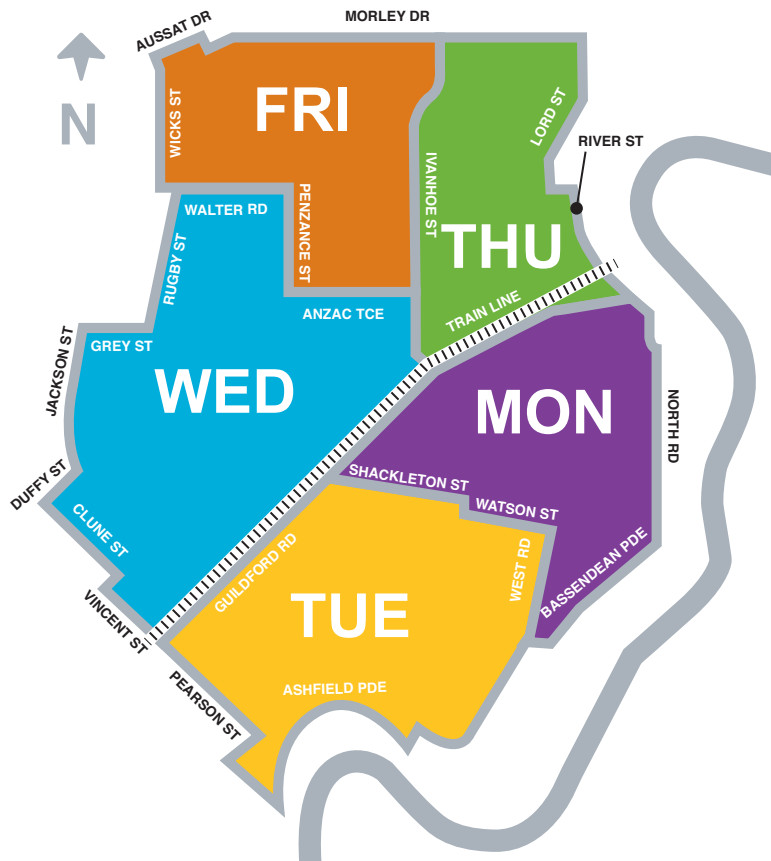 MORLEY DR
AUSSAT DR
N
FRI
WICKS ST
LORD ST
RIVER ST
IVANHOE ST
PENZANCE ST
WALTER RD
RUGBY ST
THU
TRAIN LINE
ANZAC TCE
GREY ST
JACKSON ST
WED
MON
NORTH RD
DUFFY ST
SHACKLETON ST
WATSON ST
CLUNE ST
GUILDFORD RD
WEST RD
BASSENDEAN PDE
VINCENT ST
TUE
PEARSON ST
ASHFIELD PDE